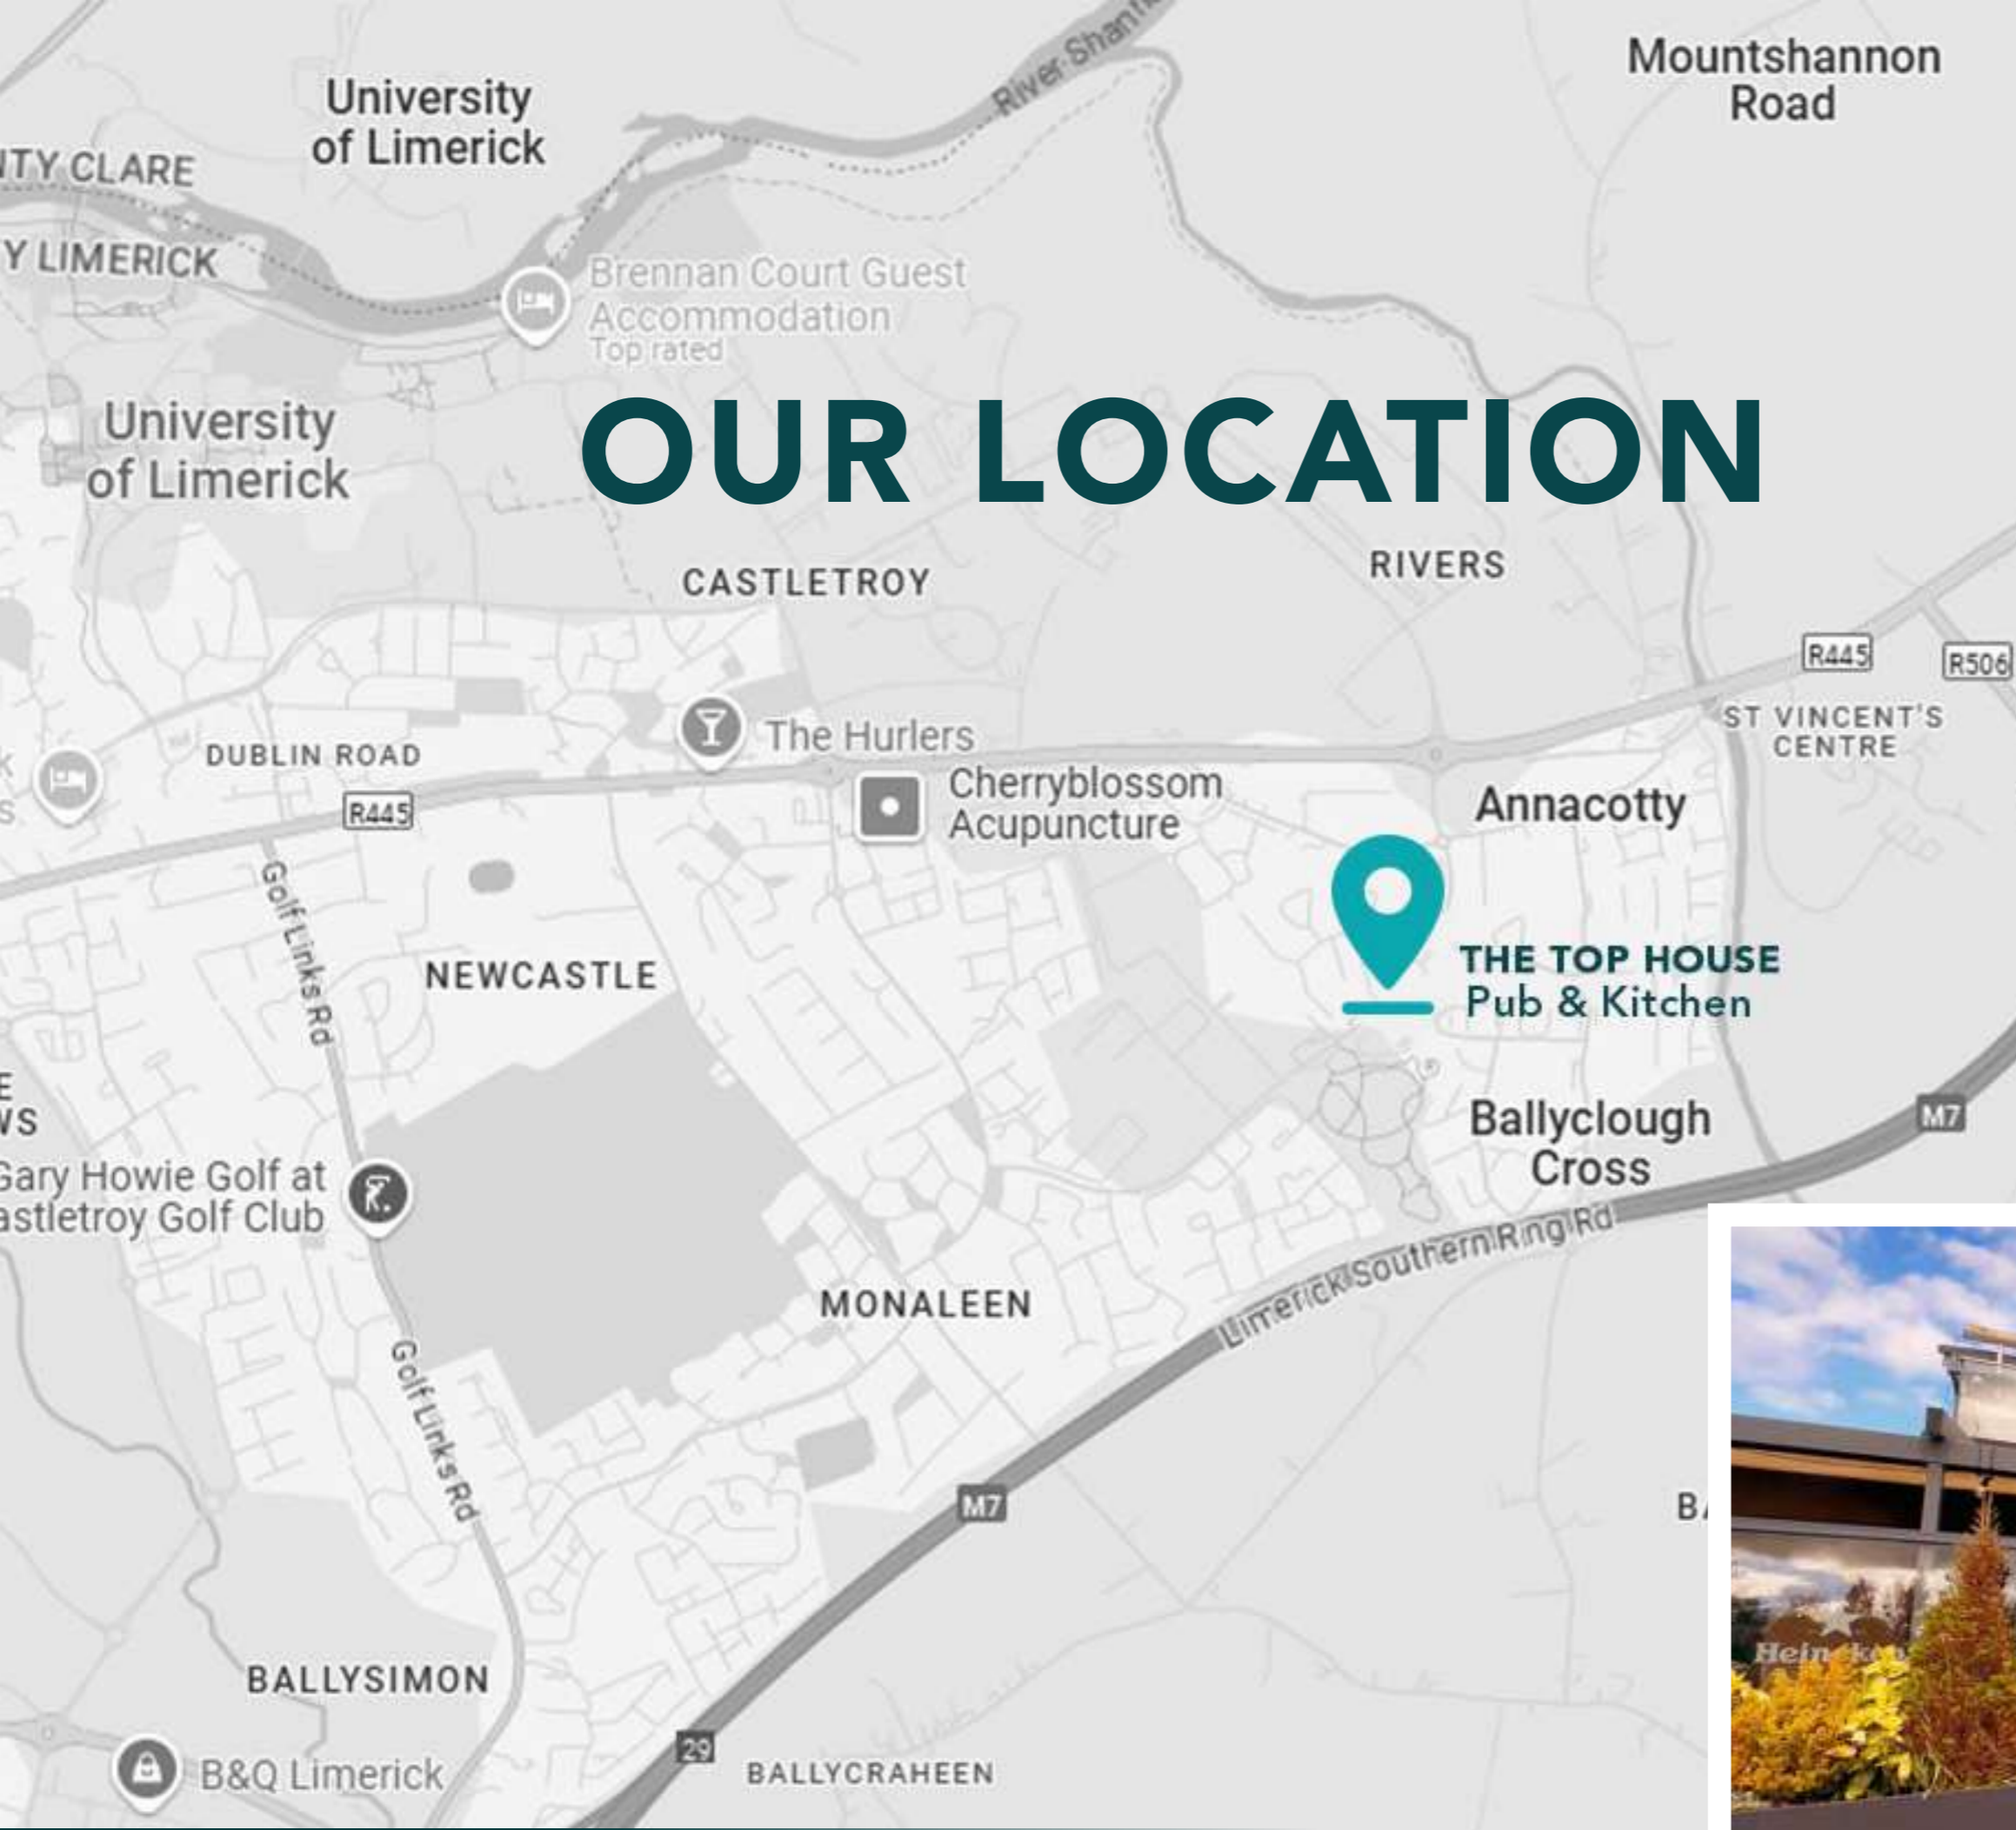 River Shan
Mountshannon
Road
University
of Limerick
TY CLARE
Y LIMERICK
Brennan Court Guest
Accommodation
Top rated
University
of Limerick
OUR LOCATION
CASTLETROY
RIVERS
R445
R506
ST VINCENT'S
CENTRE
The Hurlers
DUBLIN ROAD
R445
Cherryblossom
Acupuncture
Annacotty
Golf Links Rd
NEWCASTLE
THE TOP HOUSE
Pub & Kitchen
Ballyclough
Cross
M7
E
WS
Gary Howie Golf at
astletroy Golf Club
Limerick Southern Ring Rd
MONALEEN
Golf Links Rd
M7
B
Heineken
BALLYSIMON
29
B&Q Limerick
BALLYCRAHEEN